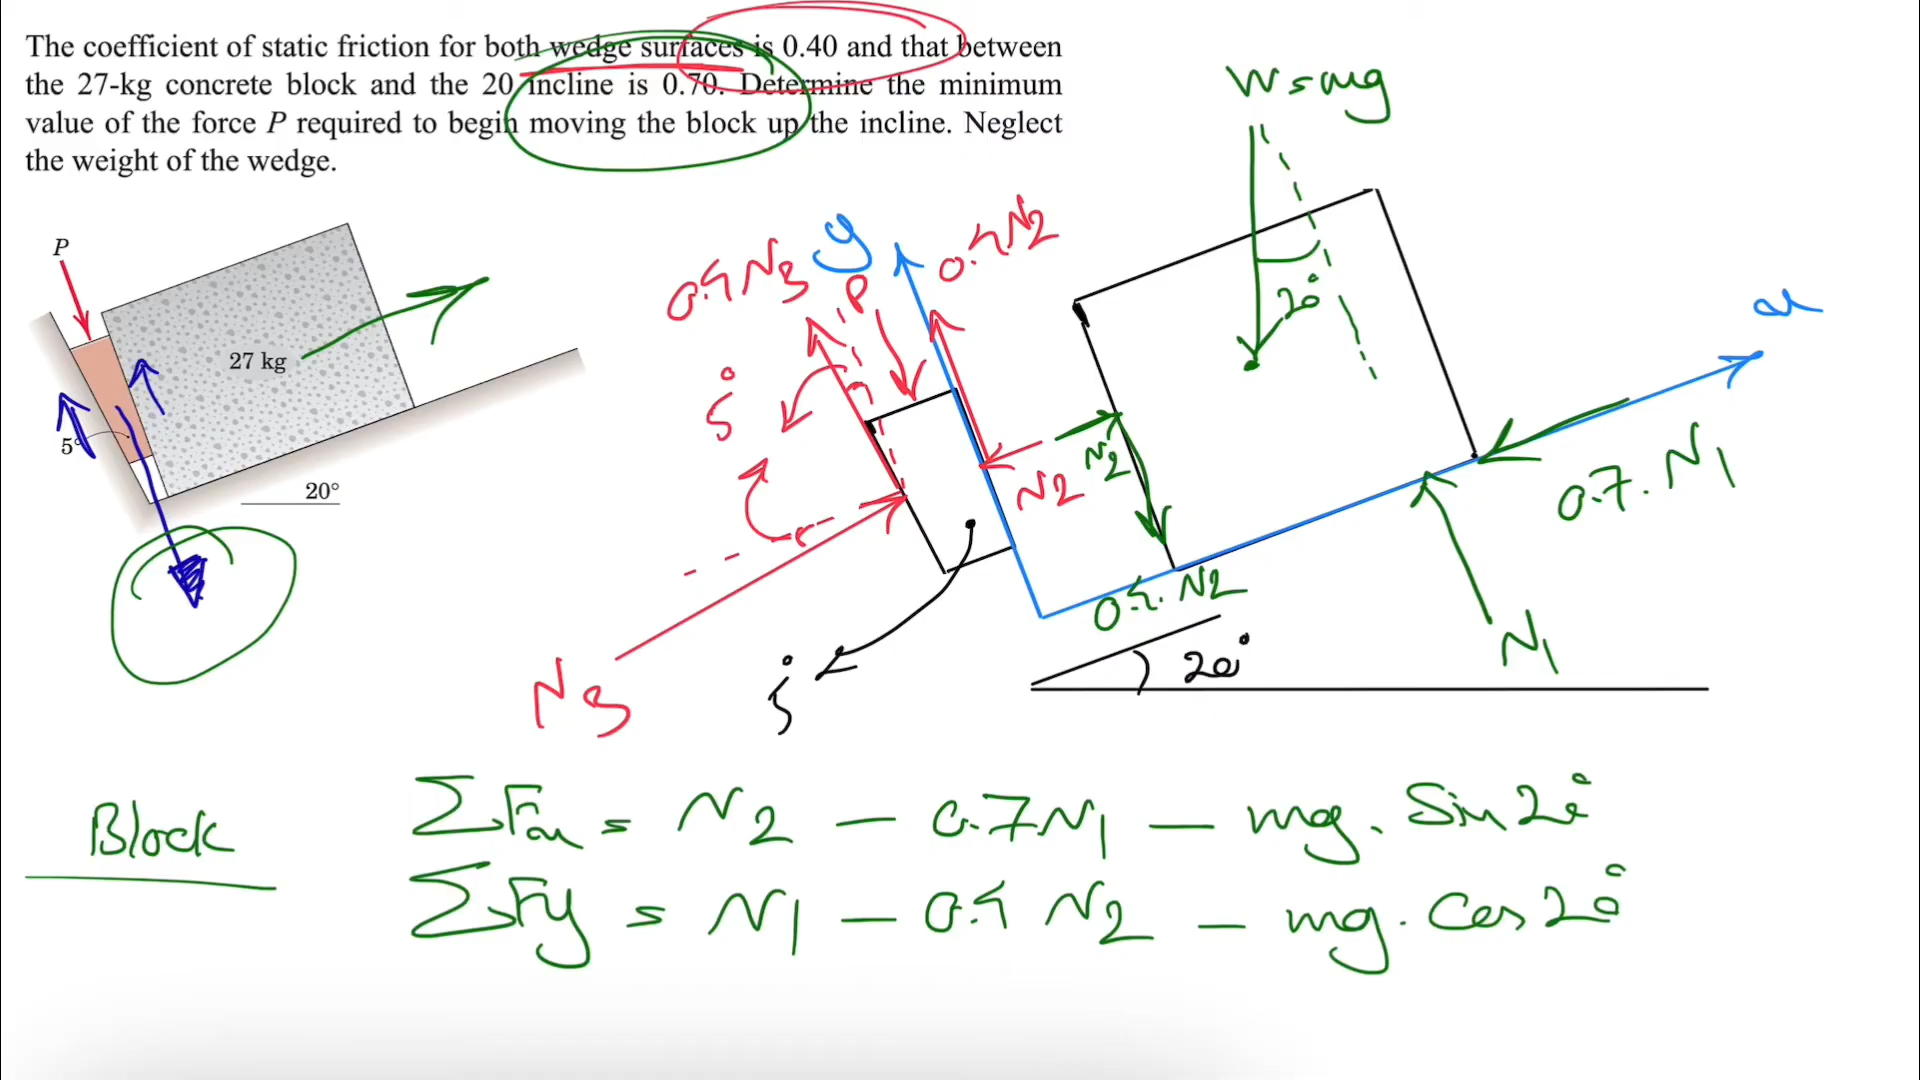 The coefficient of static friction for both wedge surfaces is 0.40 and that between
the 27-kg concrete block and the 20 incline is 0.70. Determine the minimum
value of the force P required to begin moving the block up the incline. Neglect
the weight of the wedge.
W = mg
P
27 kg
5°
20°
0.4 N3
y
P
0.4 N2
20°
x
5°
N2
N2
0.7. N1
0.4. N2
N3
5°
20°
N1
Block
ΣFx = N2 - 0.7N1 - mg. Sin 20°
ΣFy = N1 - 0.4 N2 - mg. Cos 20°